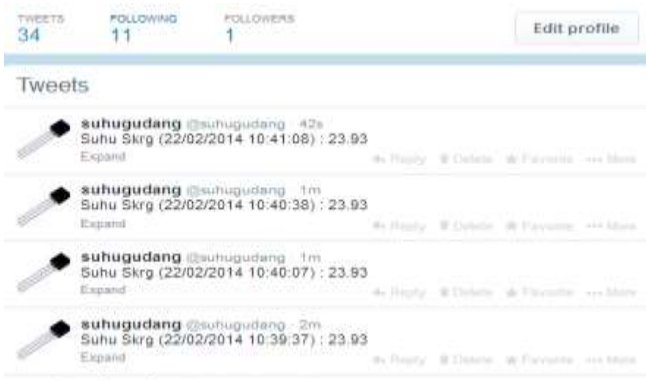 TWEETS FOLLOWING FOLLOWERS
34 11 1
Edit profile
Tweets
suhugudang @suhugudang · 42s
Suhu Skrg (22/02/2014 10:41:08) : 23.93
Expand
Reply Delete Favorite More
suhugudang @suhugudang · 1m
Suhu Skrg (22/02/2014 10:40:38) : 23.93
Expand
Reply Delete Favorite More
suhugudang @suhugudang · 1m
Suhu Skrg (22/02/2014 10:40:07) : 23.93
Expand
Reply Delete Favorite More
suhugudang @suhugudang · 2m
Suhu Skrg (22/02/2014 10:39:37) : 23.93
Expand
Reply Delete Favorite More